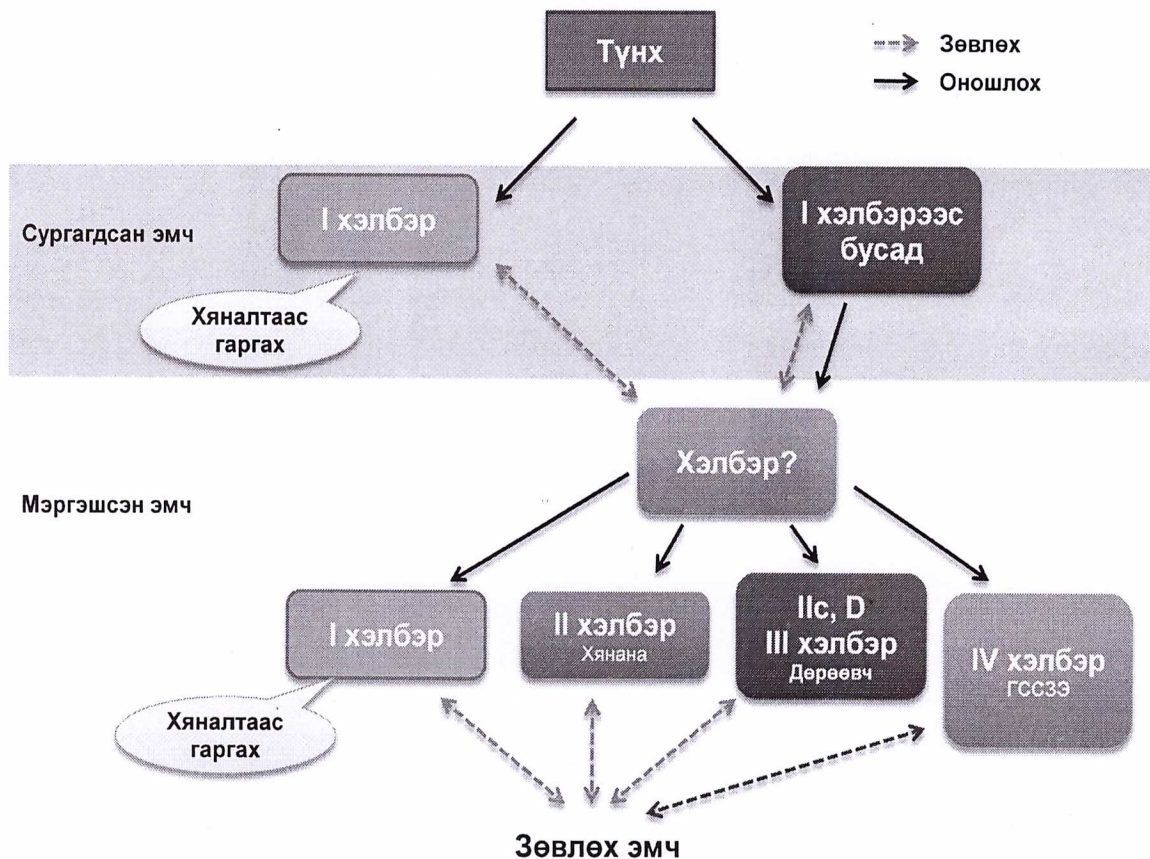 Түнх
Зөвлөх
Оношлох
Сургагдсан эмч
I хэлбэр
I хэлбэрээс
бусад
Хяналтаас
гаргах
Хэлбэр?
Мэргэшсэн эмч
I хэлбэр
II хэлбэр
Хянана
IIc, D
III хэлбэр
Дөрөөвч
IV хэлбэр
ГССЗЭ
Хяналтаас
гаргах
Зөвлөх эмч